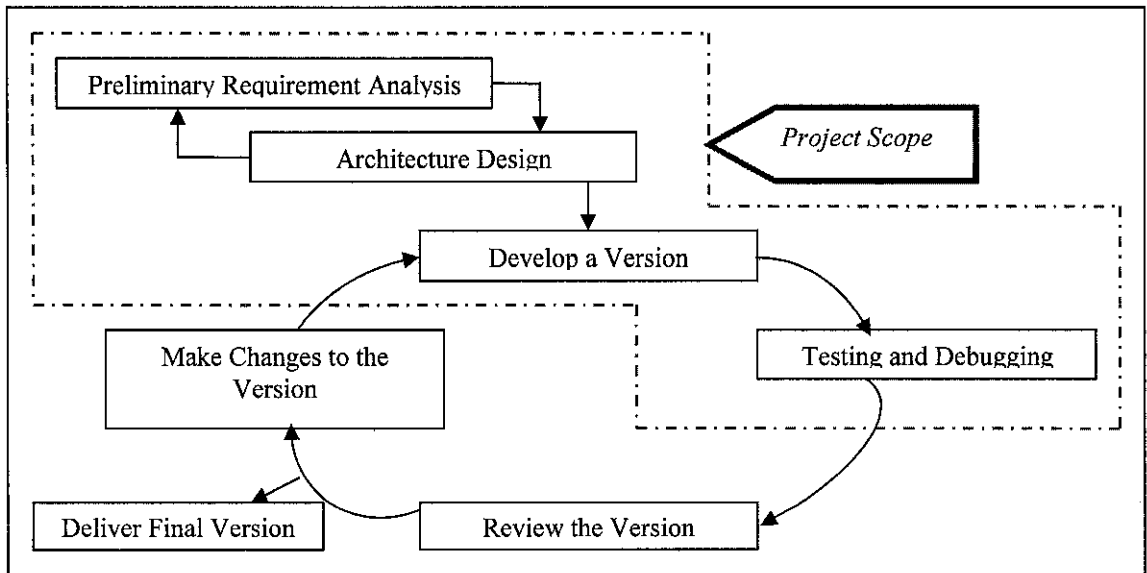 Preliminary Requirement Analysis
Project Scope
Architecture Design
Develop a Version
Make Changes to the
Version
Testing and Debugging
Deliver Final Version
Review the Version